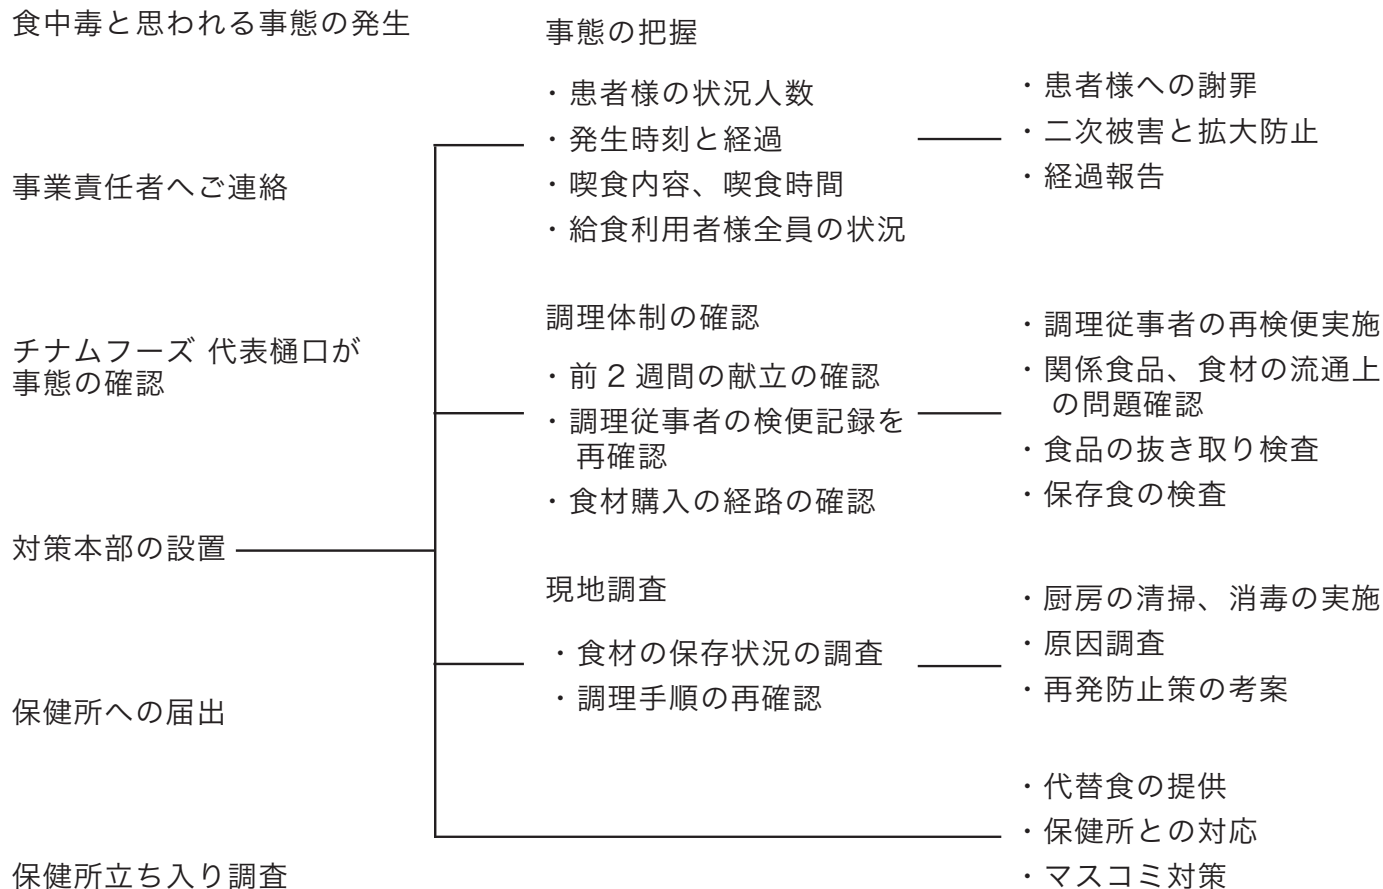 食中毒と思われる事態の発生
事業責任者へご連絡
チナムフーズ 代表樋口が
事態の確認
対策本部の設置
保健所への届出
保健所立ち入り調査
事態の把握
・患者様の状況人数
・発生時刻と経過
・喫食内容、喫食時間
・給食利用者様全員の状況
・患者様への謝罪
・二次被害と拡大防止
・経過報告
調理体制の確認
・前 2 週間の献立の確認
・調理従事者の検便記録を
再確認
・食材購入の経路の確認
・調理従事者の再検便実施
・関係食品、食材の流通上
の問題確認
・食品の抜き取り検査
・保存食の検査
現地調査
・食材の保存状況の調査
・調理手順の再確認
・厨房の清掃、消毒の実施
・原因調査
・再発防止策の考案
・代替食の提供
・保健所との対応
・マスコミ対策